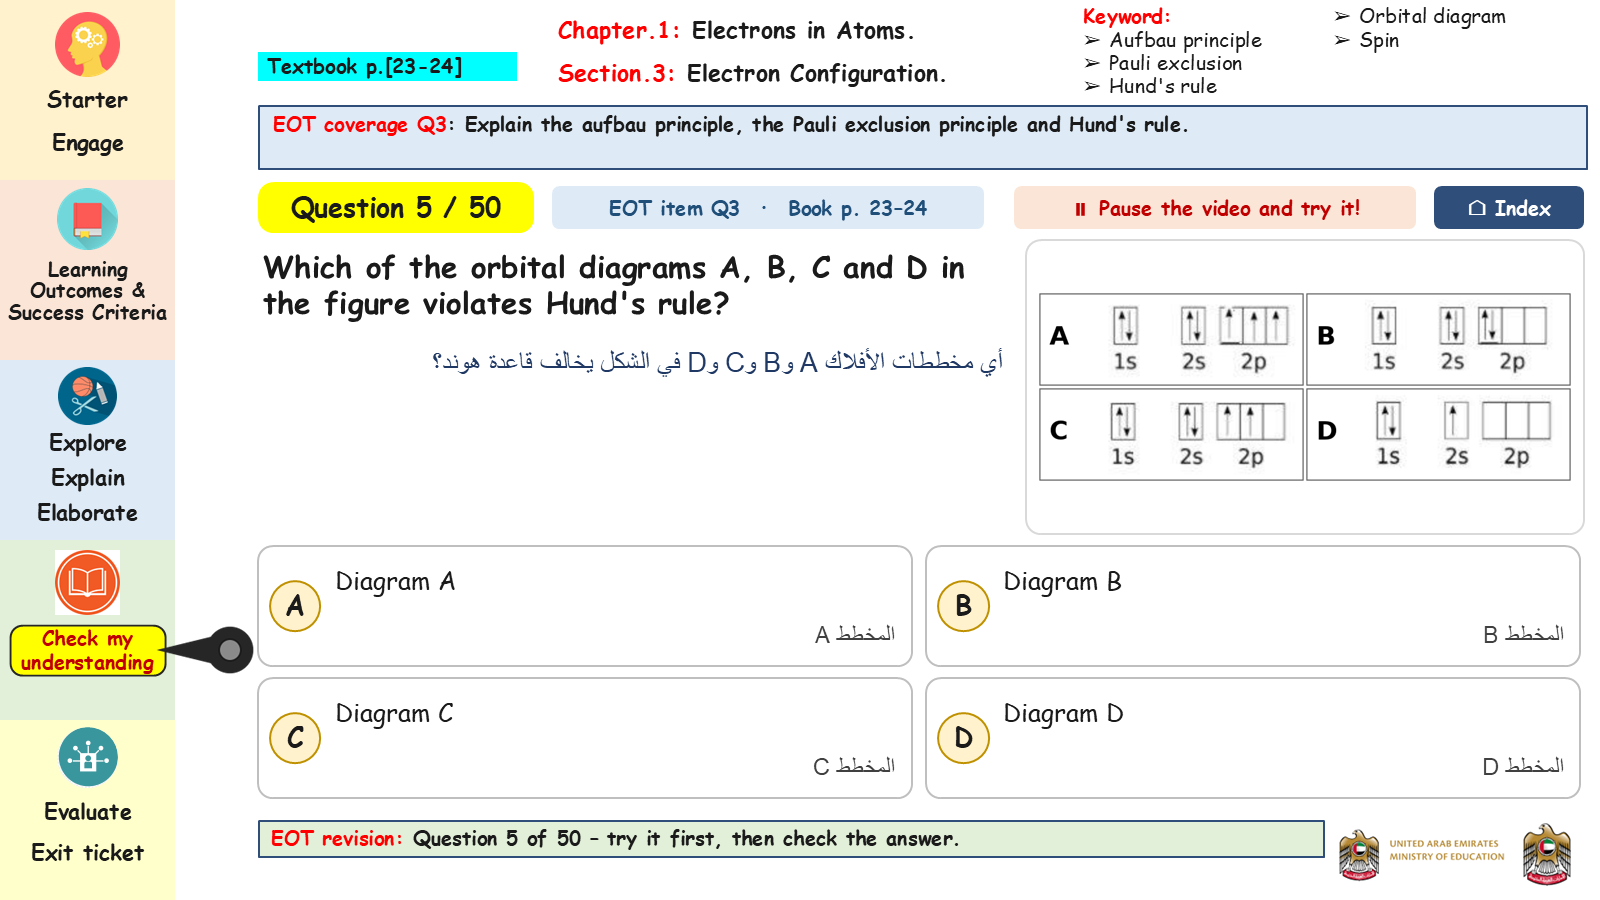 Starter
Engage
Learning
Outcomes &
Success Criteria
Explore
Explain
Elaborate
Check my
understanding
Evaluate
Exit ticket
Textbook p.[23-24]
Chapter.1: Electrons in Atoms.
Section.3: Electron Configuration.
Keyword:
➢ Aufbau principle
➢ Pauli exclusion
➢ Hund's rule
➢ Orbital diagram
➢ Spin
EOT coverage Q3: Explain the aufbau principle, the Pauli exclusion principle and Hund's rule.
Question 5 / 50
EOT item Q3 · Book p. 23–24
⏸ Pause the video and try it!
☖ Index
Which of the orbital diagrams A, B, C and D in
the figure violates Hund's rule?
أي مخططات الأفلاك A وB وC وD في الشكل يخالف قاعدة هوند؟
A
1s 2s 2p
B
1s 2s 2p
C
1s 2s 2p
D
1s 2s 2p
A
Diagram A
المخطط A
B
Diagram B
المخطط B
C
Diagram C
المخطط C
D
Diagram D
المخطط D
EOT revision: Question 5 of 50 – try it first, then check the answer.
UNITED ARAB EMIRATES
MINISTRY OF EDUCATION